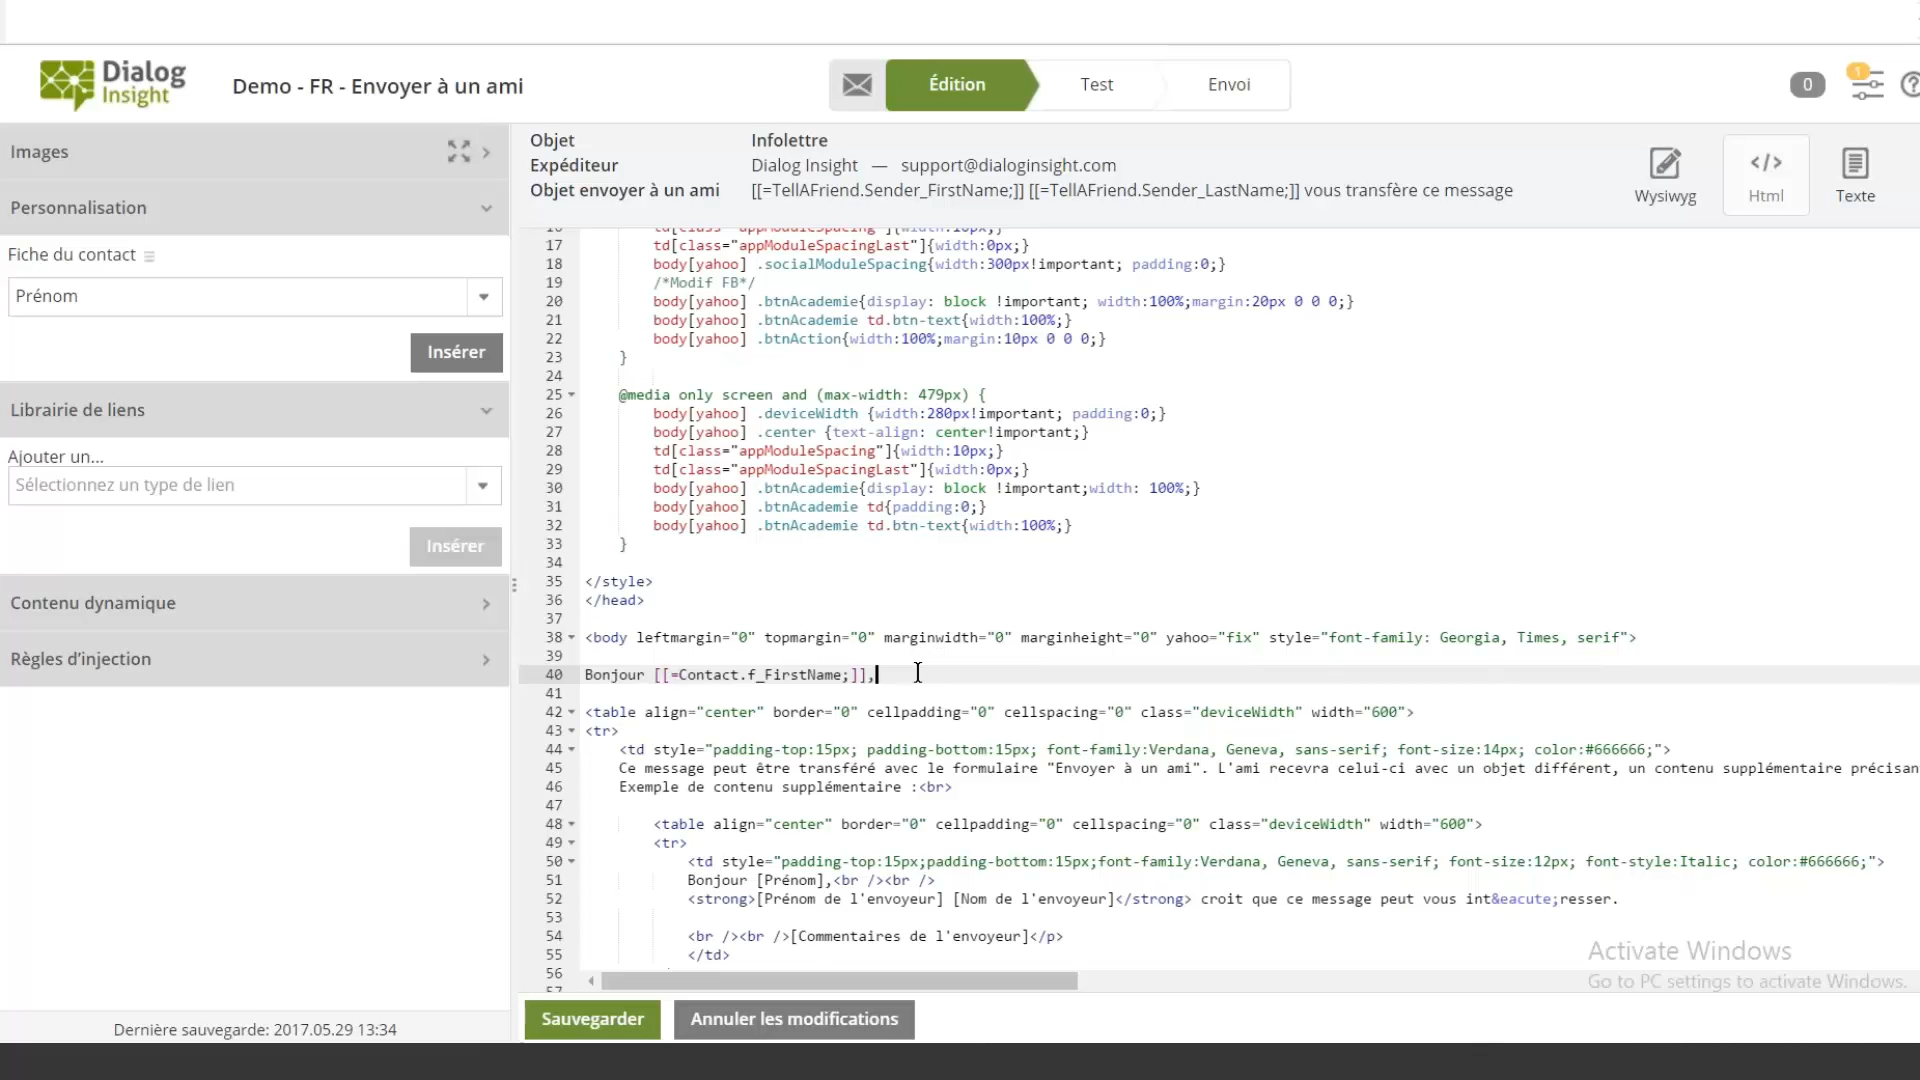 Dialog
Insight
Demo - FR - Envoyer à un ami
Édition
Test
Envoi
0
1
Images
Personnalisation
Fiche du contact
Prénom
Insérer
Librairie de liens
Ajouter un...
Sélectionnez un type de lien
Insérer
Contenu dynamique
Règles d'injection
Dernière sauvegarde: 2017.05.29 13:34
Objet Infolettre
Expéditeur Dialog Insight — support@dialoginsight.com
Objet envoyer à un ami [[=TellAFriend.Sender_FirstName;]] [[=TellAFriend.Sender_LastName;]] vous transfère ce message
Wysiwyg
</>
Html
Texte
17 td[class="appModuleSpacingLast"]{width:0px;}
18 body[yahoo] .socialModuleSpacing{width:300px!important; padding:0;}
19 /*Modif FB*/
20 body[yahoo] .btnAcademie{display: block !important; width:100%;margin:20px 0 0 0;}
21 body[yahoo] .btnAcademie td.btn-text{width:100%;}
22 body[yahoo] .btnAction{width:100%;margin:10px 0 0 0;}
23 }
24
25 @media only screen and (max-width: 479px) {
26 body[yahoo] .deviceWidth {width:280px!important; padding:0;}
27 body[yahoo] .center {text-align: center!important;}
28 td[class="appModuleSpacing"]{width:10px;}
29 td[class="appModuleSpacingLast"]{width:0px;}
30 body[yahoo] .btnAcademie{display: block !important;width: 100%;}
31 body[yahoo] .btnAcademie td{padding:0;}
32 body[yahoo] .btnAcademie td.btn-text{width:100%;}
33 }
34
35 </style>
36 </head>
37
38 <body leftmargin="0" topmargin="0" marginwidth="0" marginheight="0" yahoo="fix" style="font-family: Georgia, Times, serif">
39
40 Bonjour [[=Contact.f_FirstName;]],
41
42 <table align="center" border="0" cellpadding="0" cellspacing="0" class="deviceWidth" width="600">
43 <tr>
44 <td style="padding-top:15px; padding-bottom:15px; font-family:Verdana, Geneva, sans-serif; font-size:14px; color:#666666;">
45 Ce message peut être transféré avec le formulaire "Envoyer à un ami". L'ami recevra celui-ci avec un objet différent, un contenu supplémentaire précisan
46 Exemple de contenu supplémentaire :<br>
47
48 <table align="center" border="0" cellpadding="0" cellspacing="0" class="deviceWidth" width="600">
49 <tr>
50 <td style="padding-top:15px;padding-bottom:15px;font-family:Verdana, Geneva, sans-serif; font-size:12px; font-style:Italic; color:#666666;">
51 Bonjour [Prénom],<br /><br />
52 <strong>[Prénom de l'envoyeur] [Nom de l'envoyeur]</strong> croit que ce message peut vous int&eacute;resser.
53
54 <br /><br />[Commentaires de l'envoyeur]</p>
55 </td>
56
Activate Windows
Go to PC settings to activate Windows.
Sauvegarder
Annuler les modifications